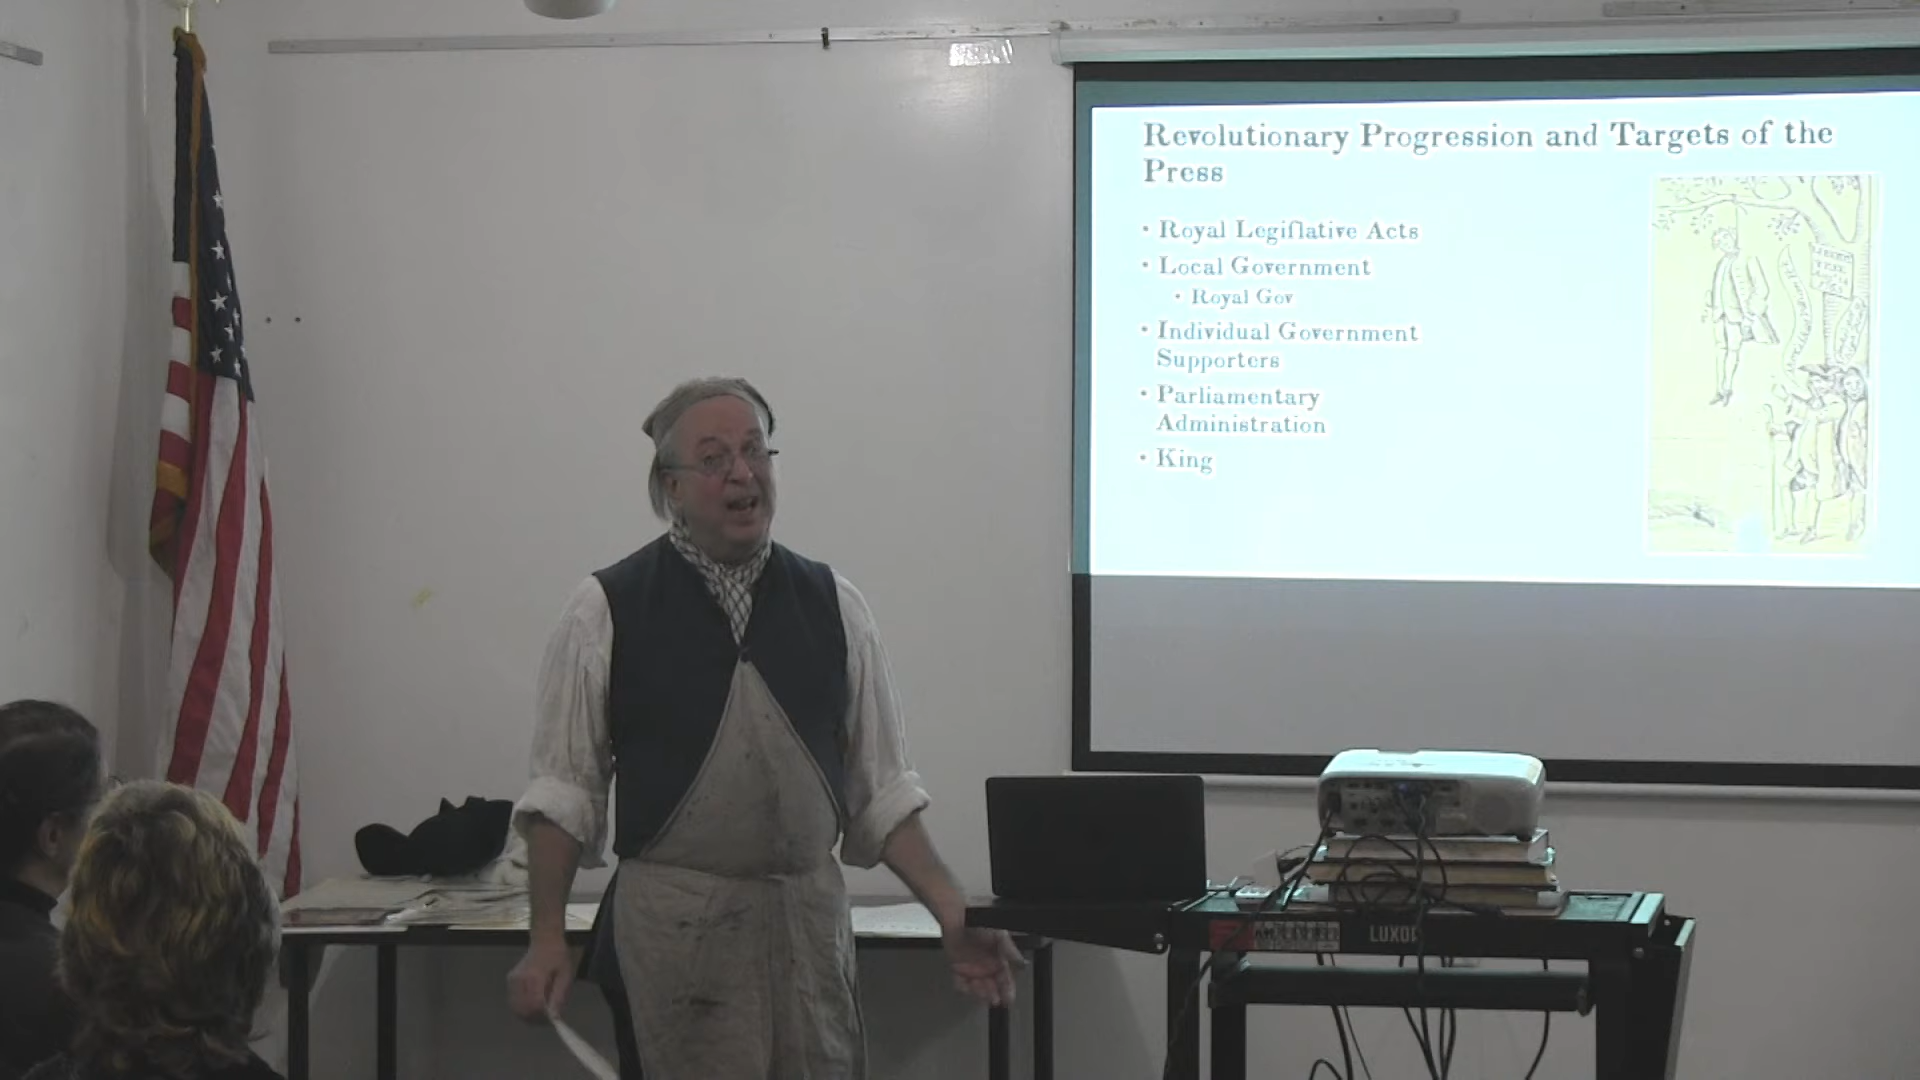 Revolutionary Progression and Targets of the
Press
• Royal Legiſlative Acts
• Local Government
• Royal Gov
• Individual Government
Supporters
• Parliamentary
Administration
• King
LUXOR